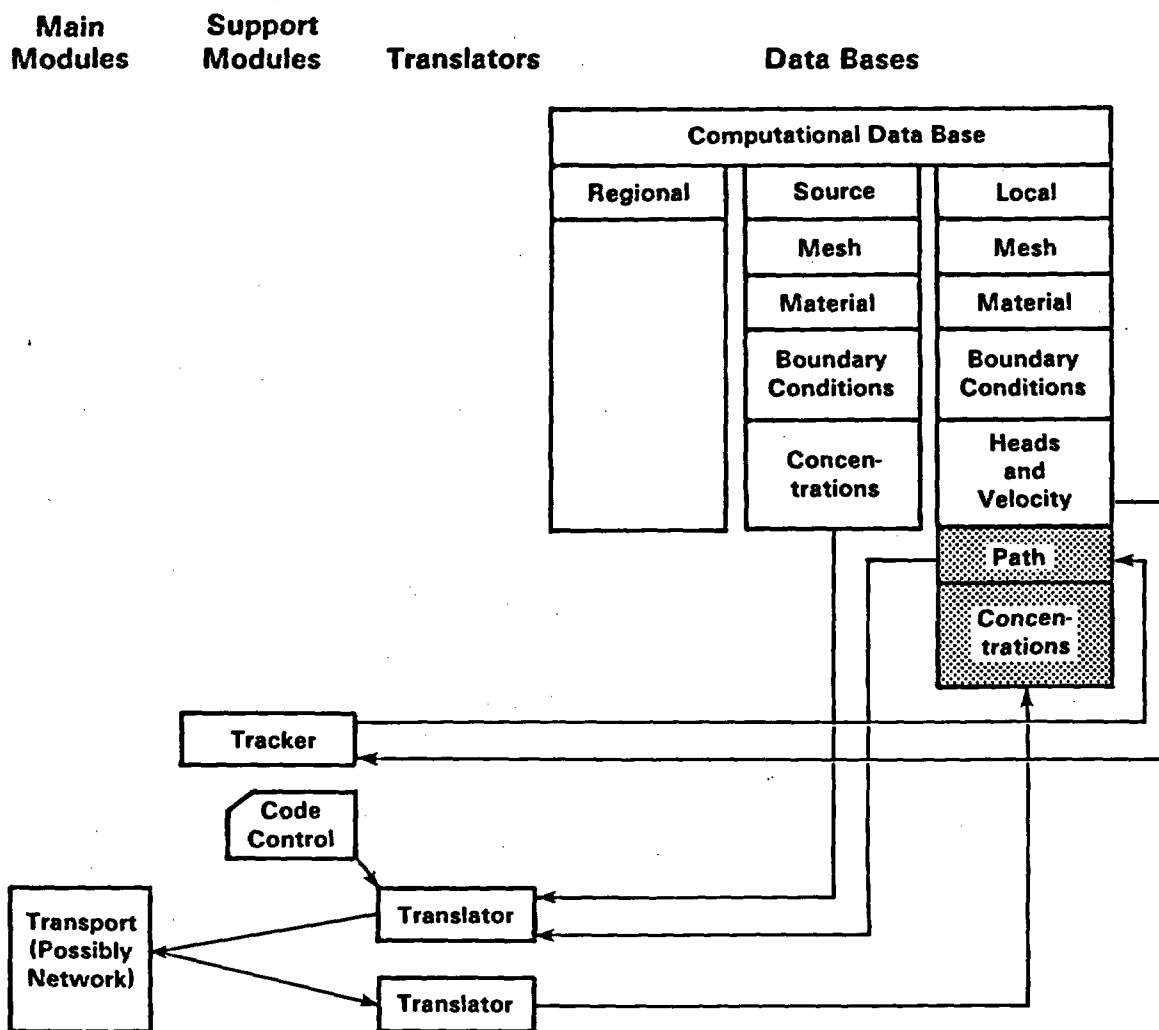 Main
Modules
Support
Modules
Translators
Data Bases
Computational Data Base
Regional
Source
Local
Mesh
Mesh
Material
Material
Boundary
Conditions
Boundary
Conditions
Concen-
trations
Heads
and
Velocity
Path
Concen-
trations
Tracker
Code
Control
Transport
(Possibly
Network)
Translator
Translator